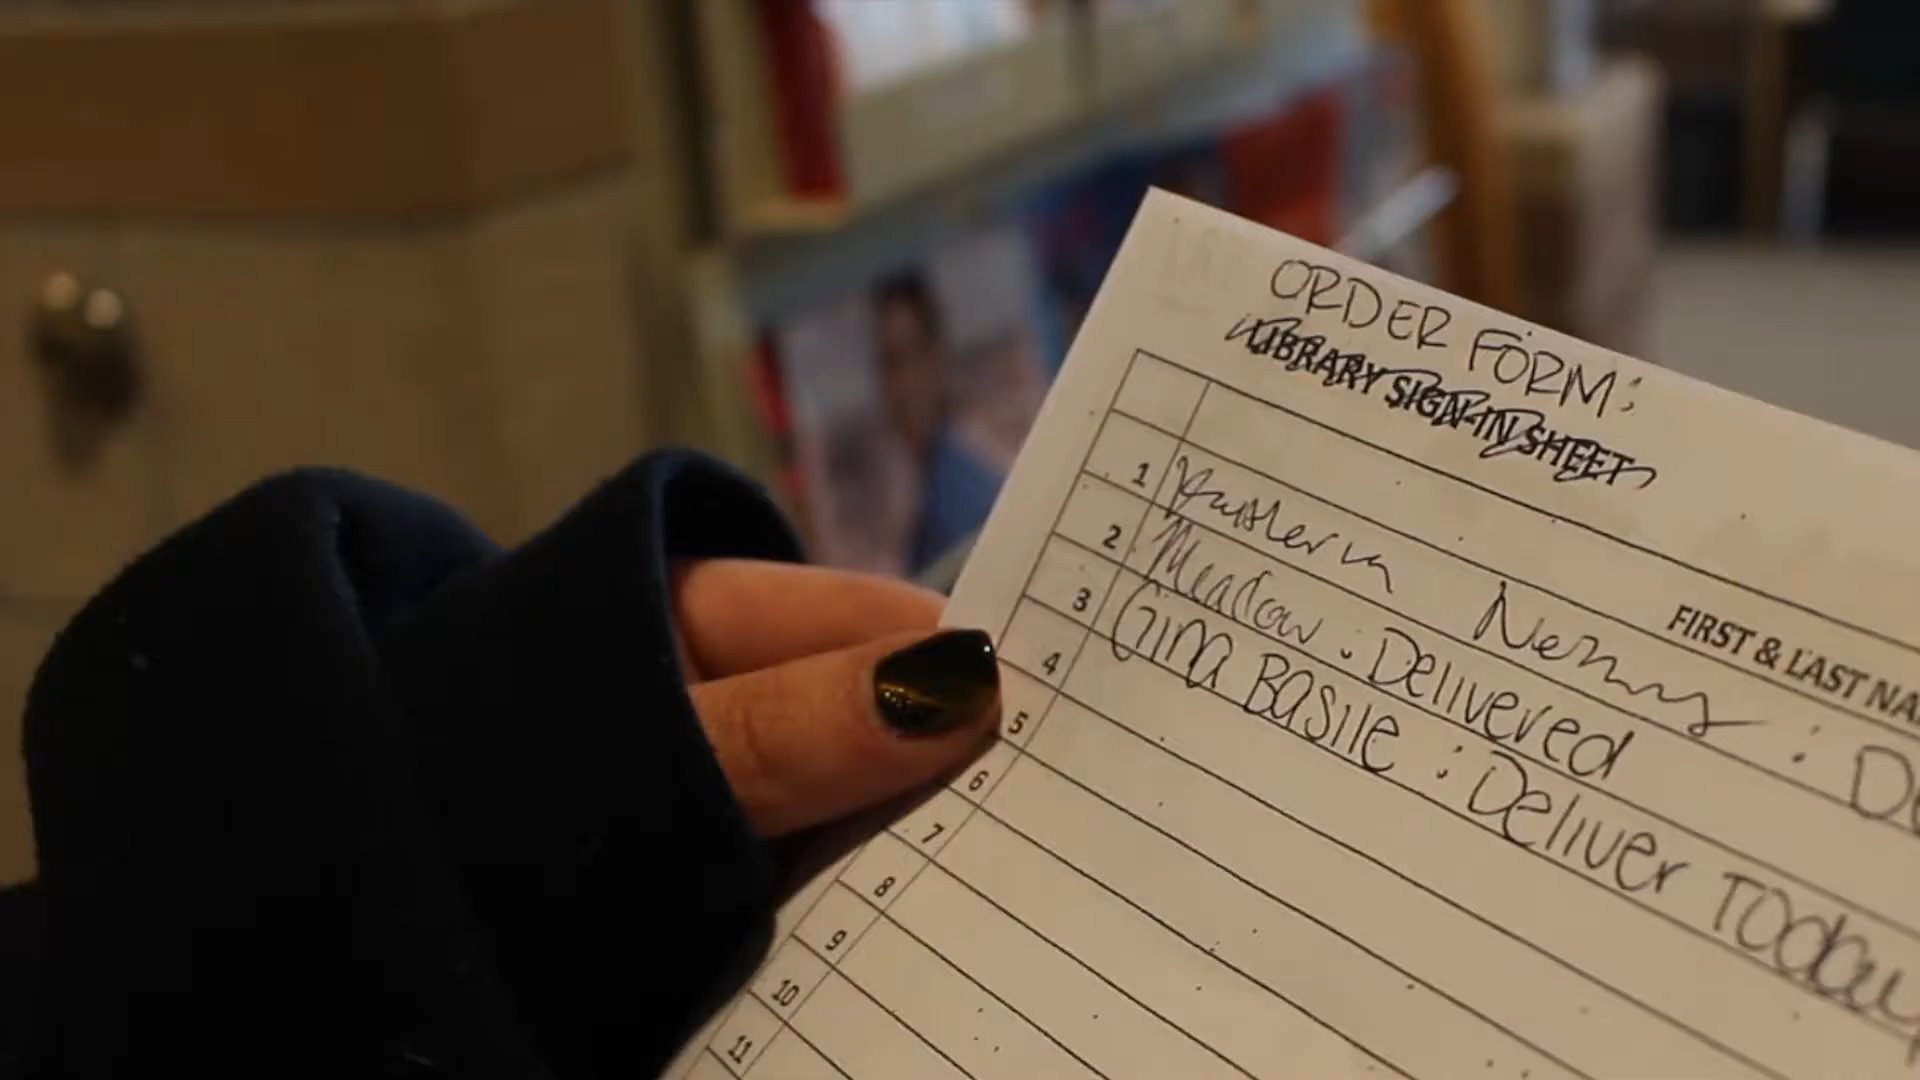 ORDER FORM:
LIBRARY SIGN-IN SHEET
FIRST & LAST NA
1
2 Meadow : Delivered
3 Gina Basile : Deliver Today
4
5
6
7
8
9
10
11